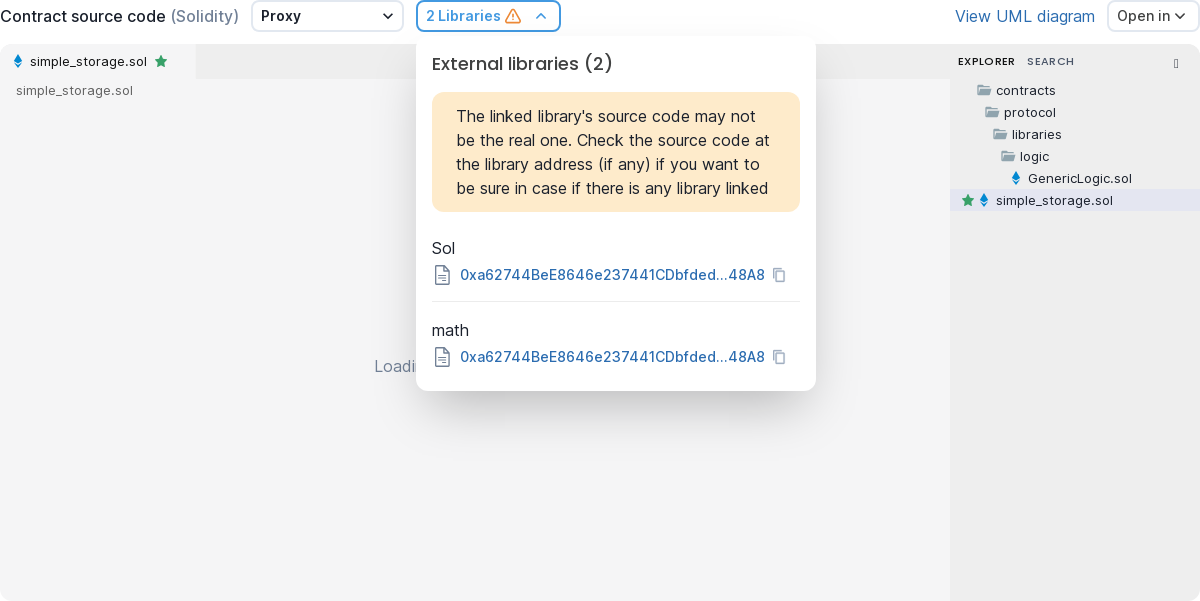 Contract source code (Solidity)
Proxy
2 Libraries
View UML diagram
Open in
simple_storage.sol
simple_storage.sol
External libraries (2)
The linked library's source code may not
be the real one. Check the source code at
the library address (if any) if you want to
be sure in case if there is any library linked
Sol
0xa62744BeE8646e237441CDbfded...48A8
math
0xa62744BeE8646e237441CDbfded...48A8
Loadi
EXPLORER SEARCH
contracts
protocol
libraries
logic
GenericLogic.sol
simple_storage.sol